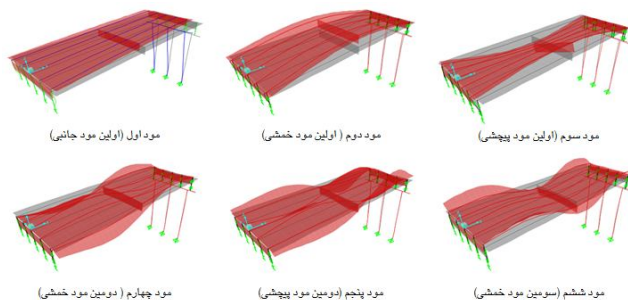 مود اول (اولین مود جانبی)
مود دوم ( اولین مود خمشی)
مود سوم (اولین مود پیچشی)
مود چهارم ( دومین مود خمشی)
مود پنجم (دومین مود پیچشی)
مود ششم (سومین مود خمشی)